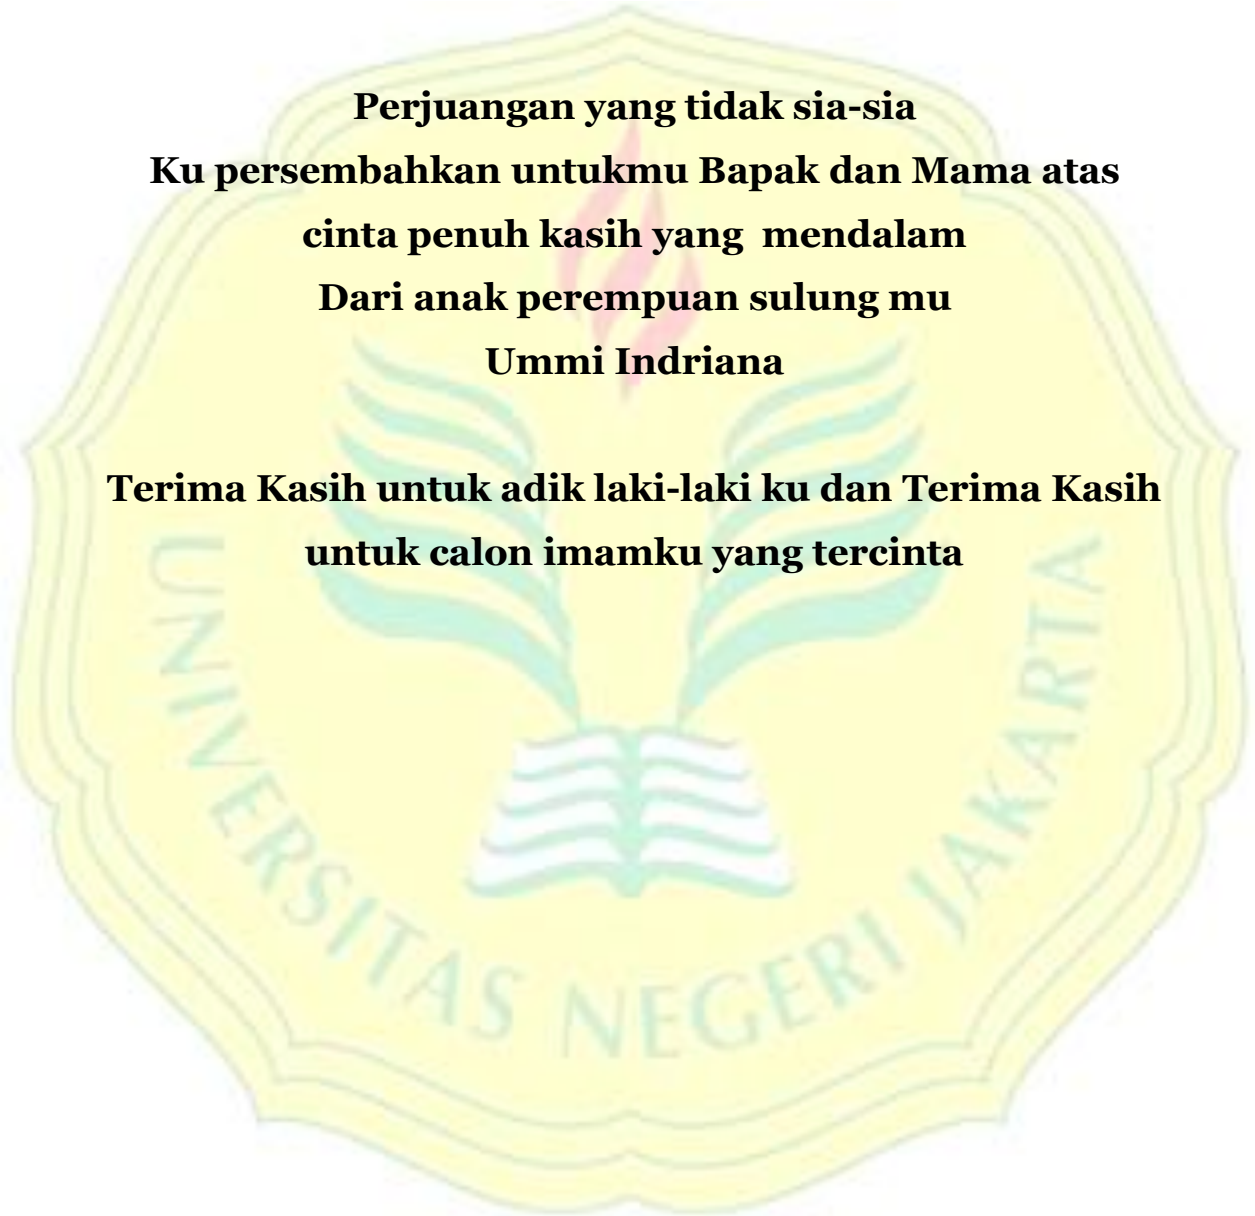 Perjuangan yang tidak sia-sia
Ku persembahkan untukmu Bapak dan Mama atas
cinta penuh kasih yang  mendalam
Dari anak perempuan sulung mu
Ummi Indriana
Terima Kasih untuk adik laki-laki ku dan Terima Kasih
untuk calon imamku yang tercinta
UNIVERSITAS NEGERI JAKARTA